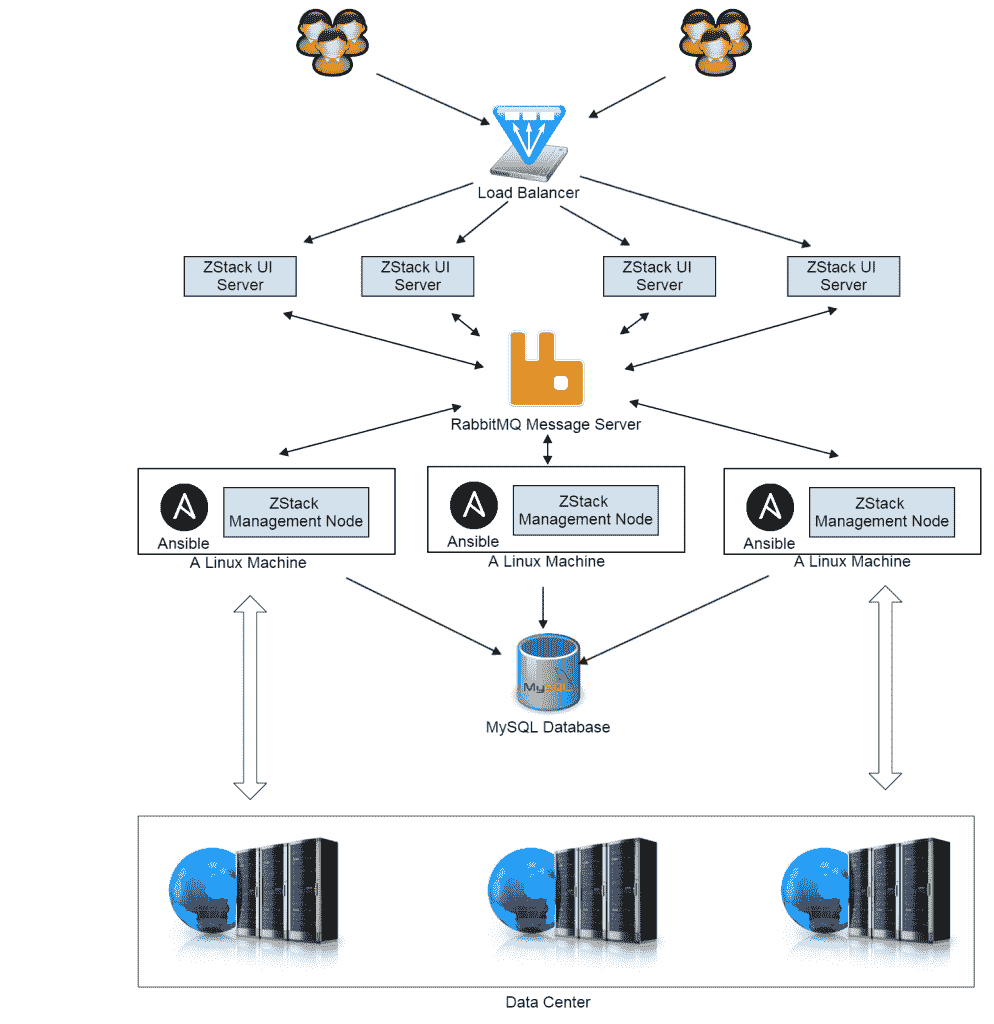 Load Balancer
ZStack UI
Server
ZStack UI
Server
ZStack UI
Server
ZStack UI
Server
RabbitMQ Message Server
Ansible
ZStack
Management Node
A Linux Machine
Ansible
ZStack
Management Node
A Linux Machine
Ansible
ZStack
Management Node
A Linux Machine
MySQL
MySQL Database
Data Center